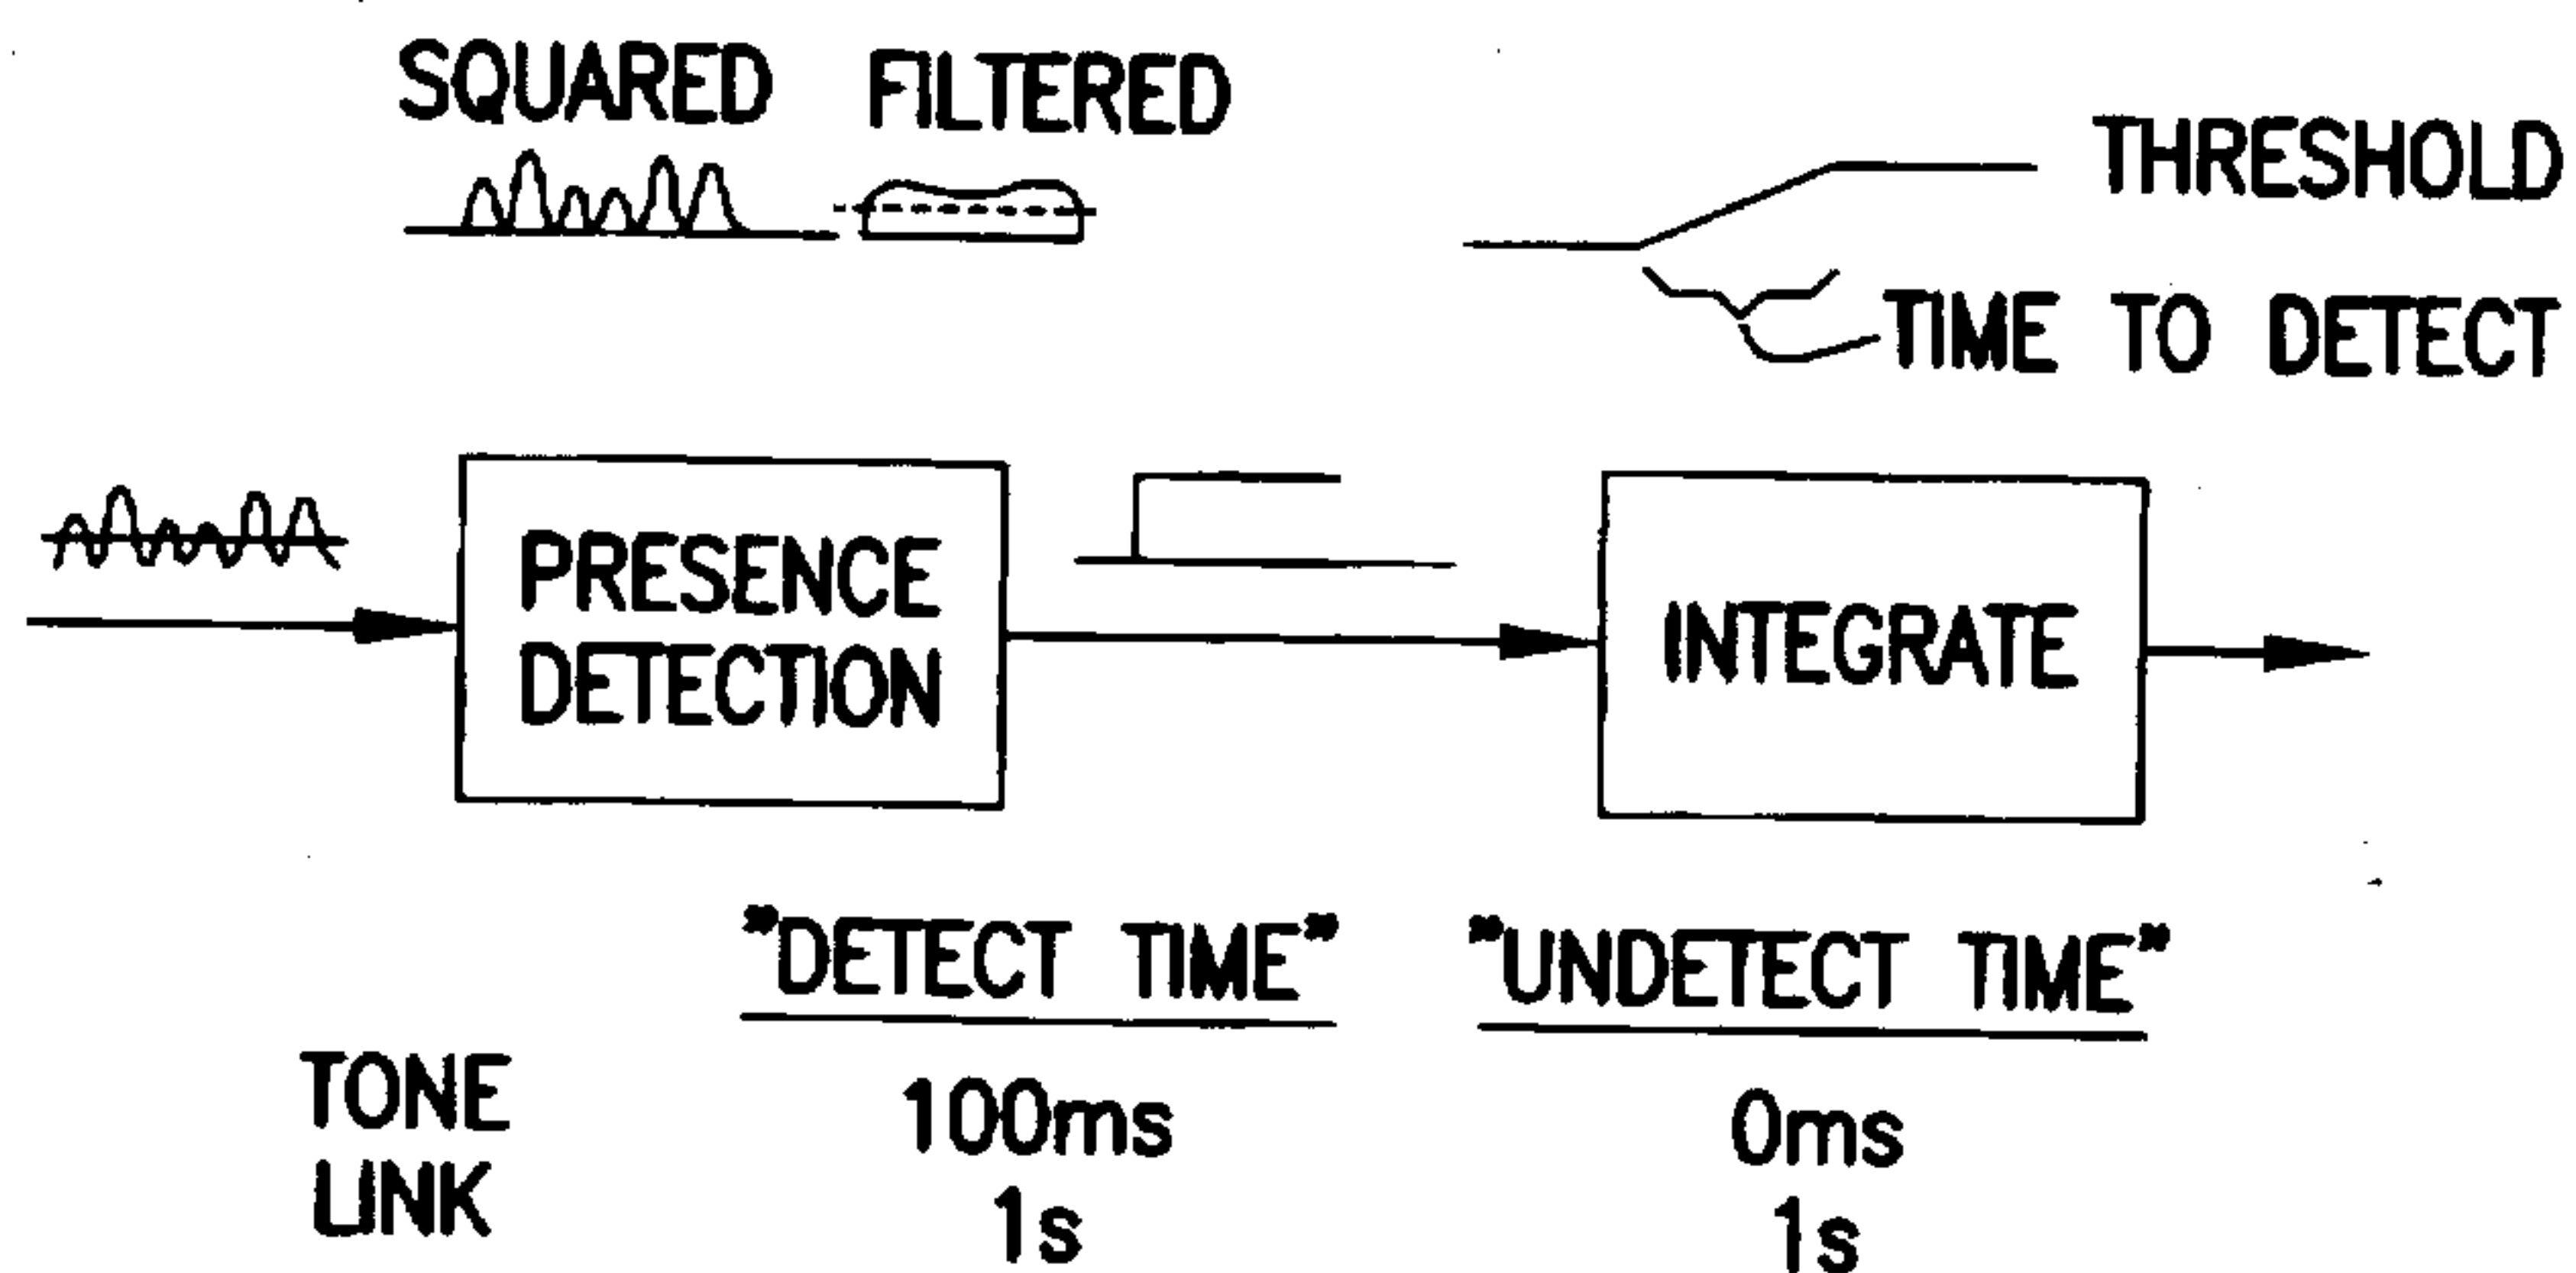 SQUARED FILTERED
THRESHOLD
TIME TO DETECT
PRESENCE
DETECTION
INTEGRATE
"DETECT TIME" "UNDETECT TIME"
TONE 100ms 0ms
LINK 1s 1s